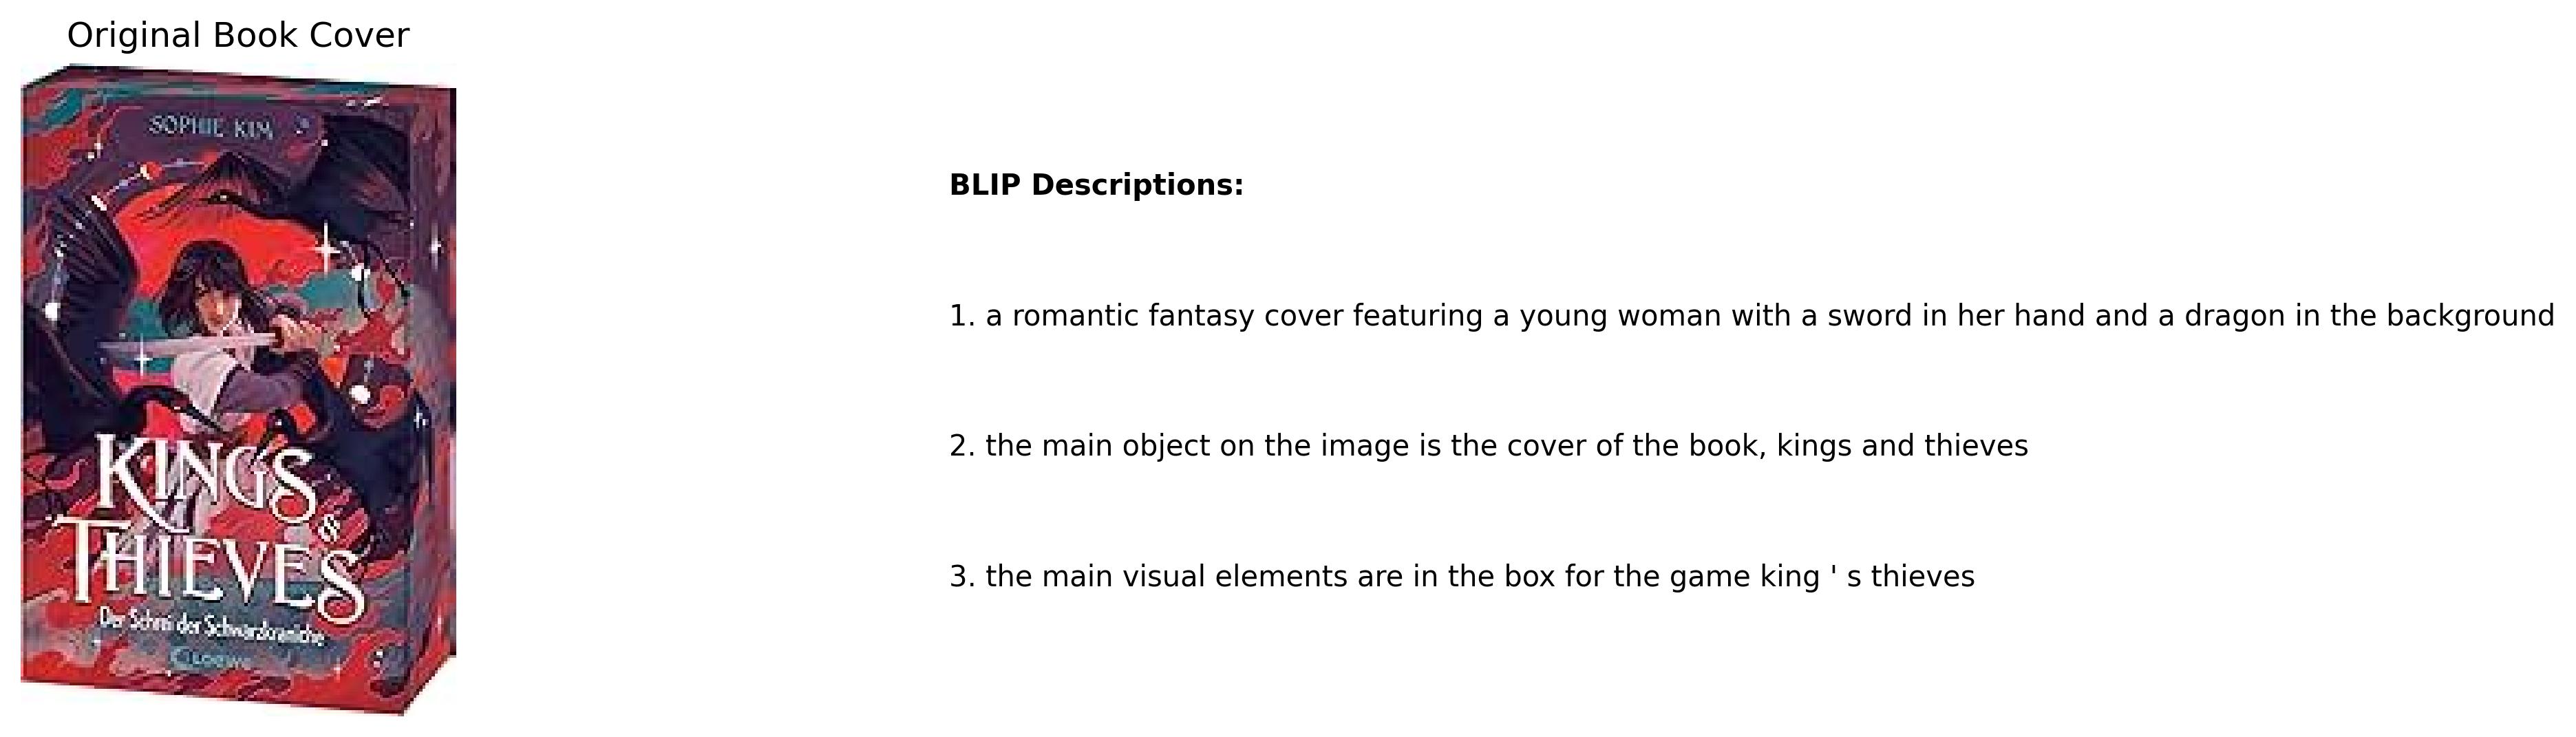 Original Book Cover
SOPHIE KIM
KINGS
&
THIEVES
Der Schrei der Schwarzkraniche
LOEWE
BLIP Descriptions:
1. a romantic fantasy cover featuring a young woman with a sword in her hand and a dragon in the background
2. the main object on the image is the cover of the book, kings and thieves
3. the main visual elements are in the box for the game king ' s thieves